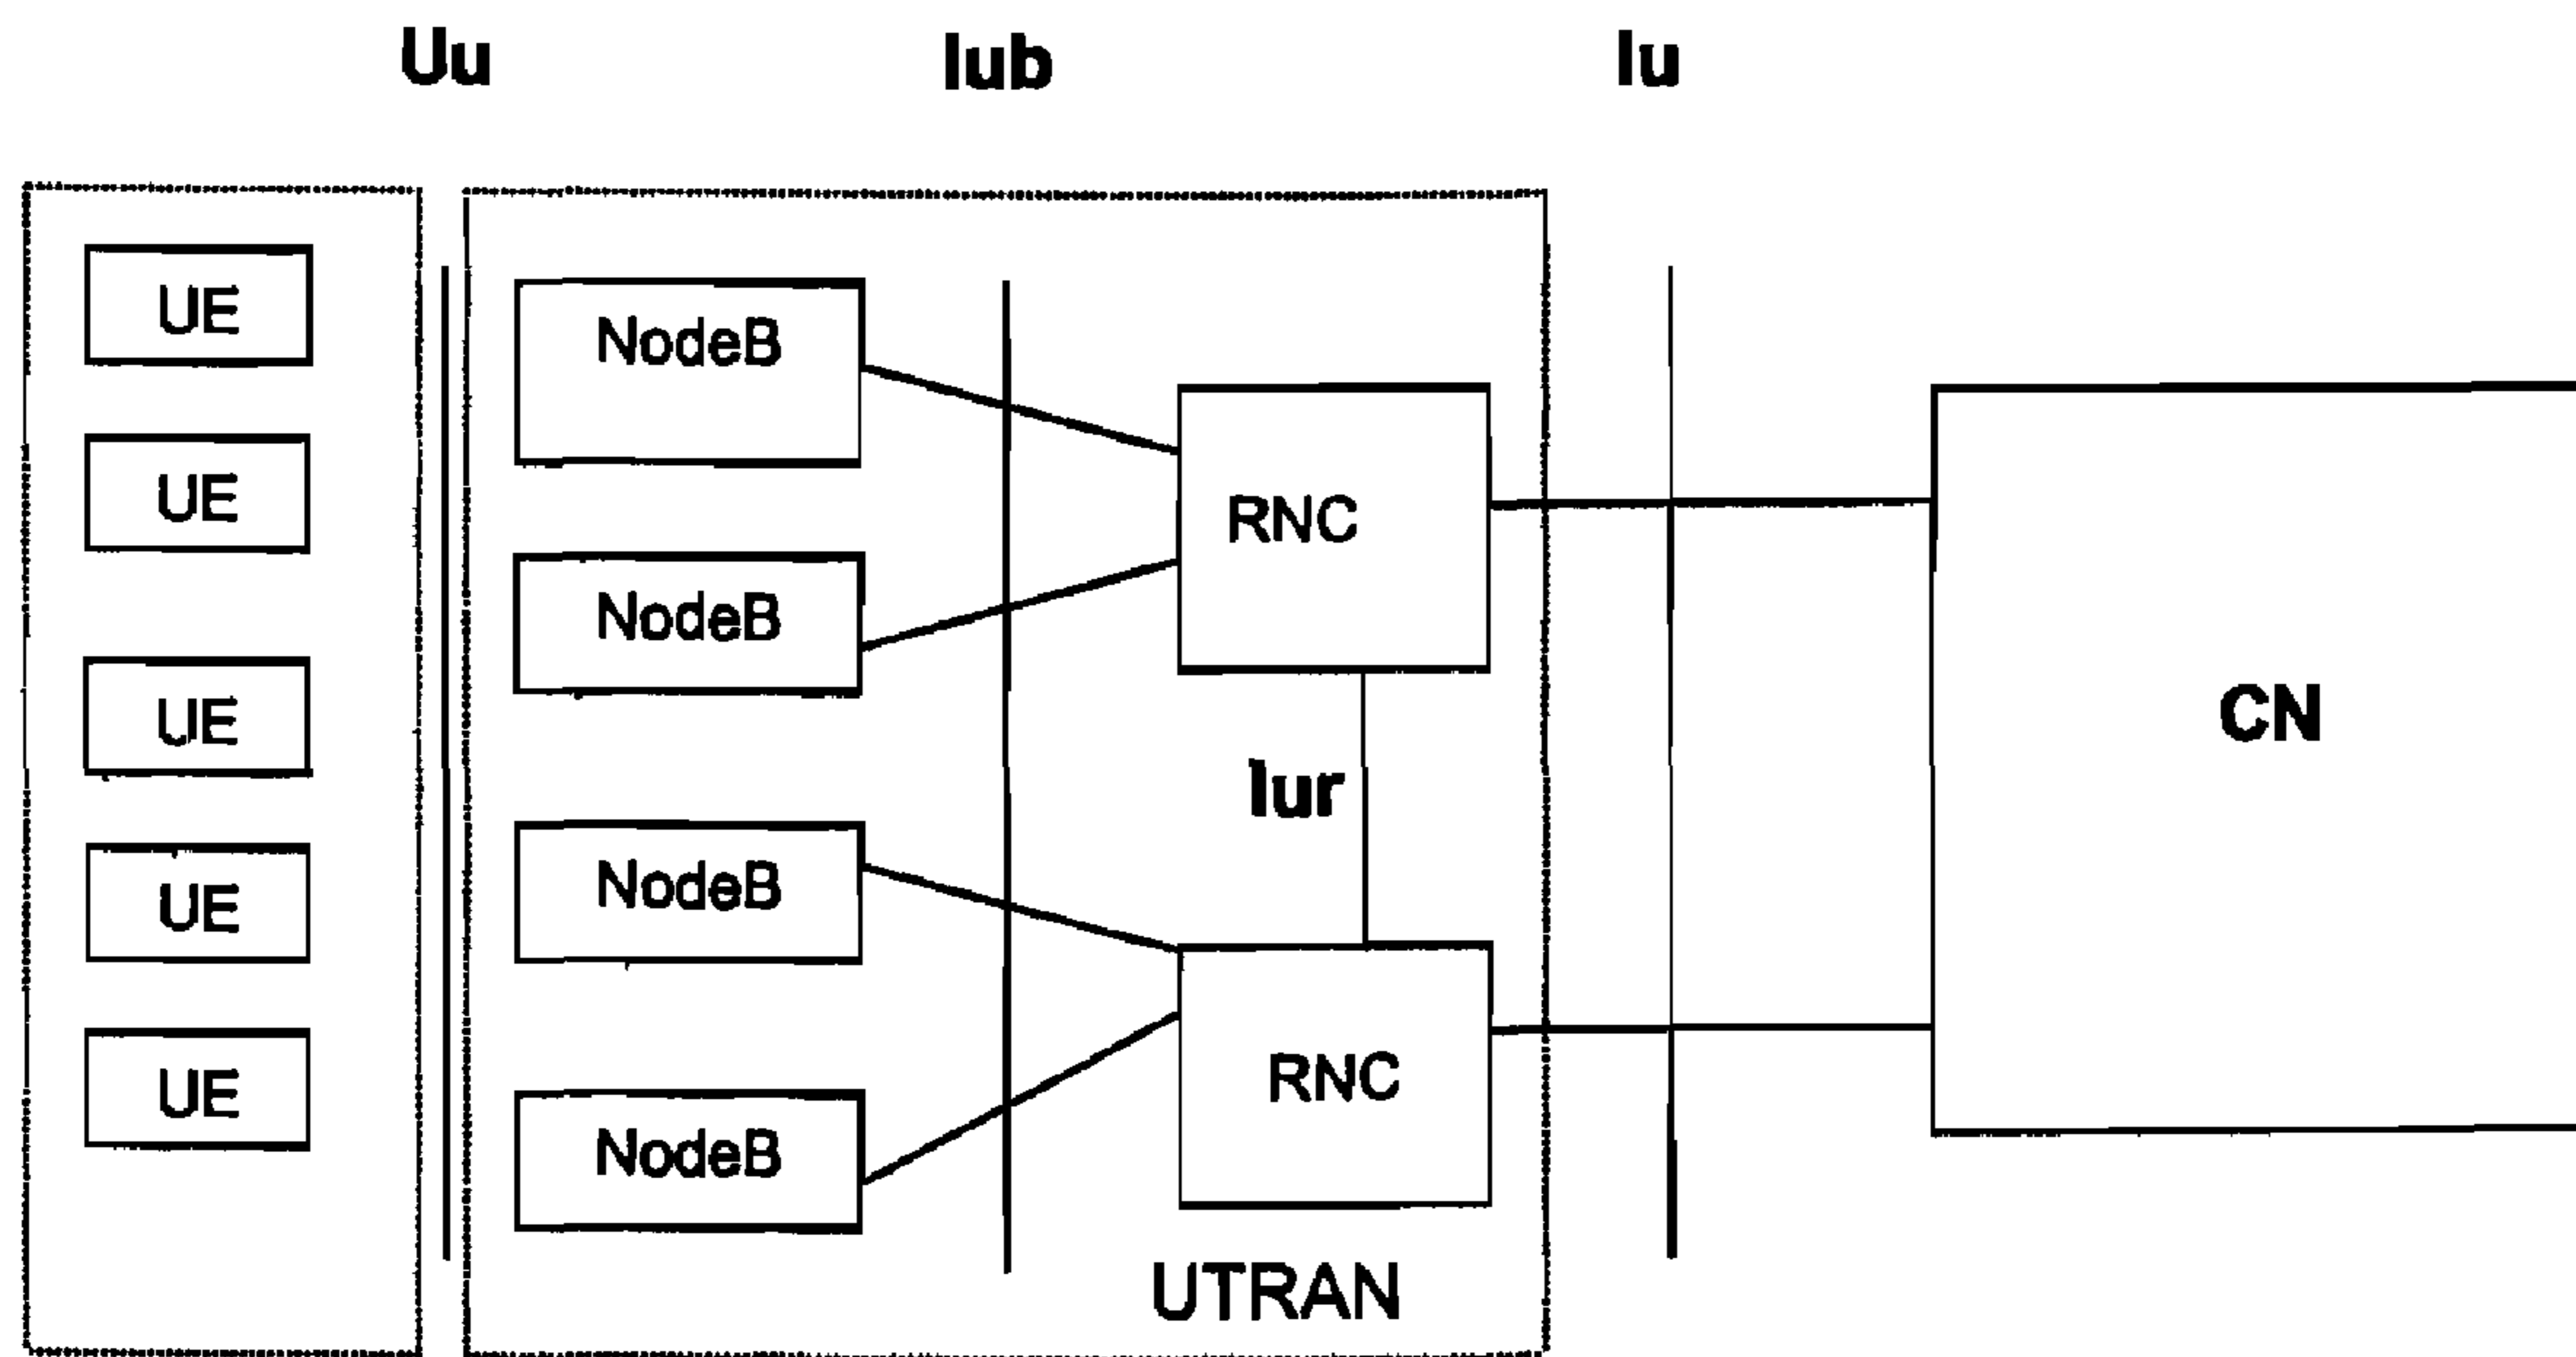 Uu
Iub
Iu
UE
UE
UE
UE
UE
NodeB
NodeB
NodeB
NodeB
RNC
Iur
RNC
UTRAN
CN